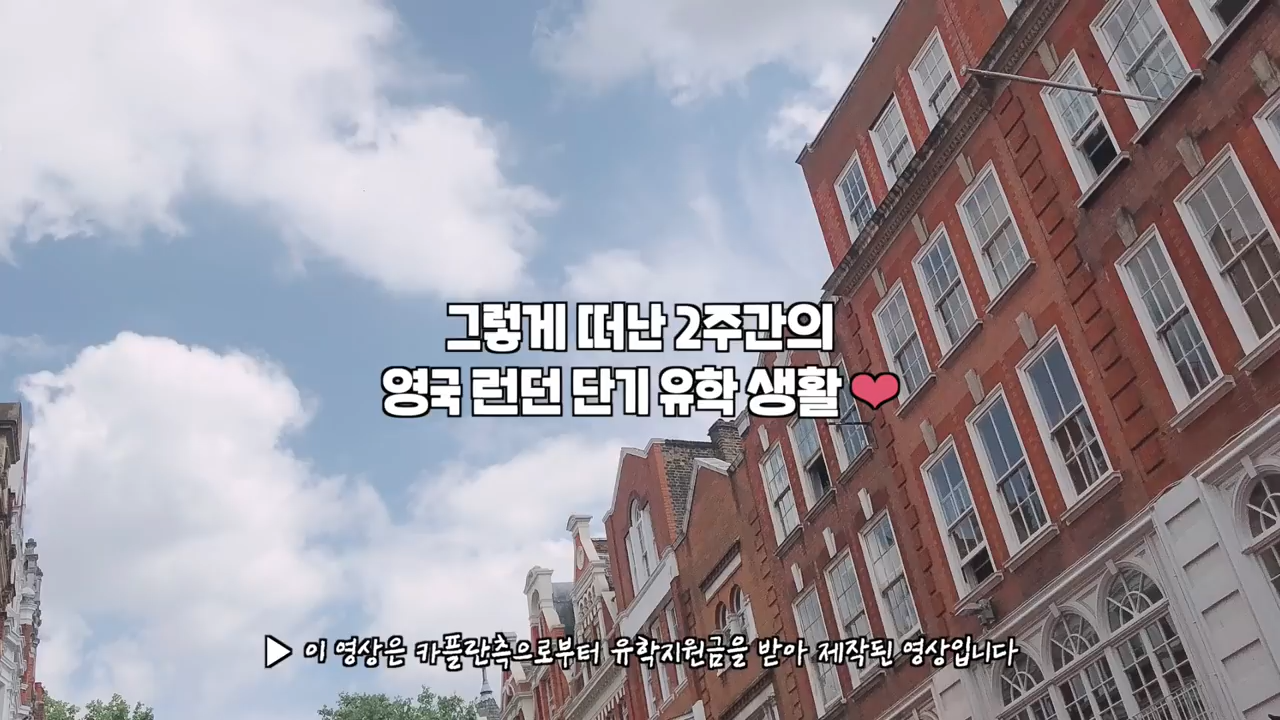 그렇게 떠난 2주간의
영국 런던 단기 유학 생활 ❤
▶ 이 영상은 카플란측으로부터 유학지원금을 받아 제작된 영상입니다